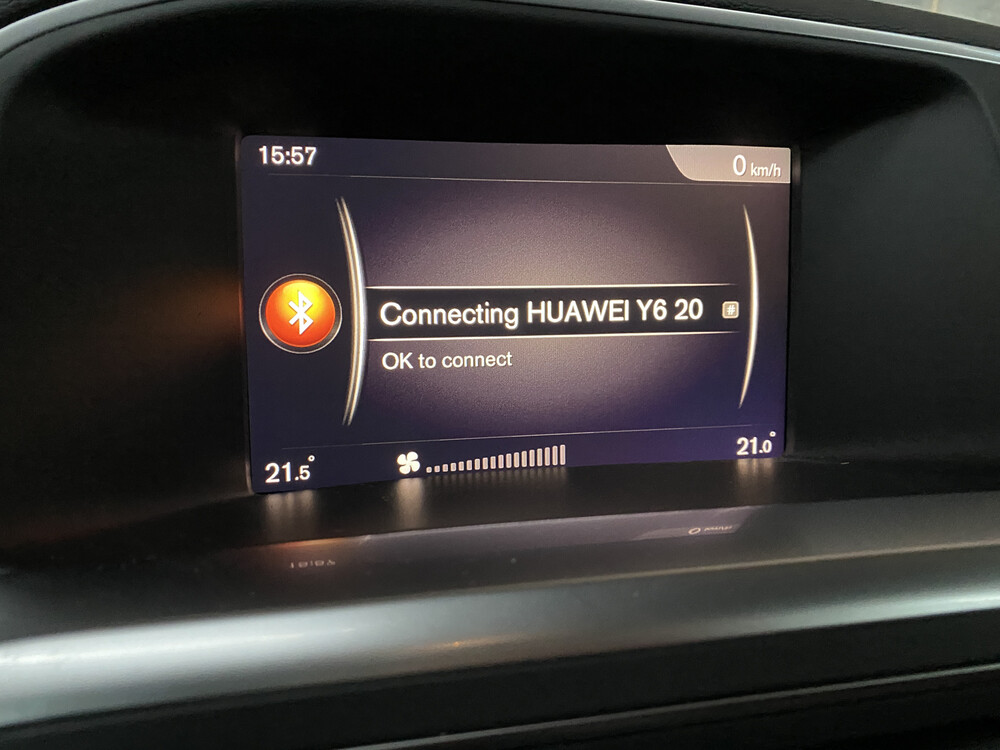 15:57
0 km/h
Connecting HUAWEI Y6 20 #
OK to connect
21.5°
21.0°